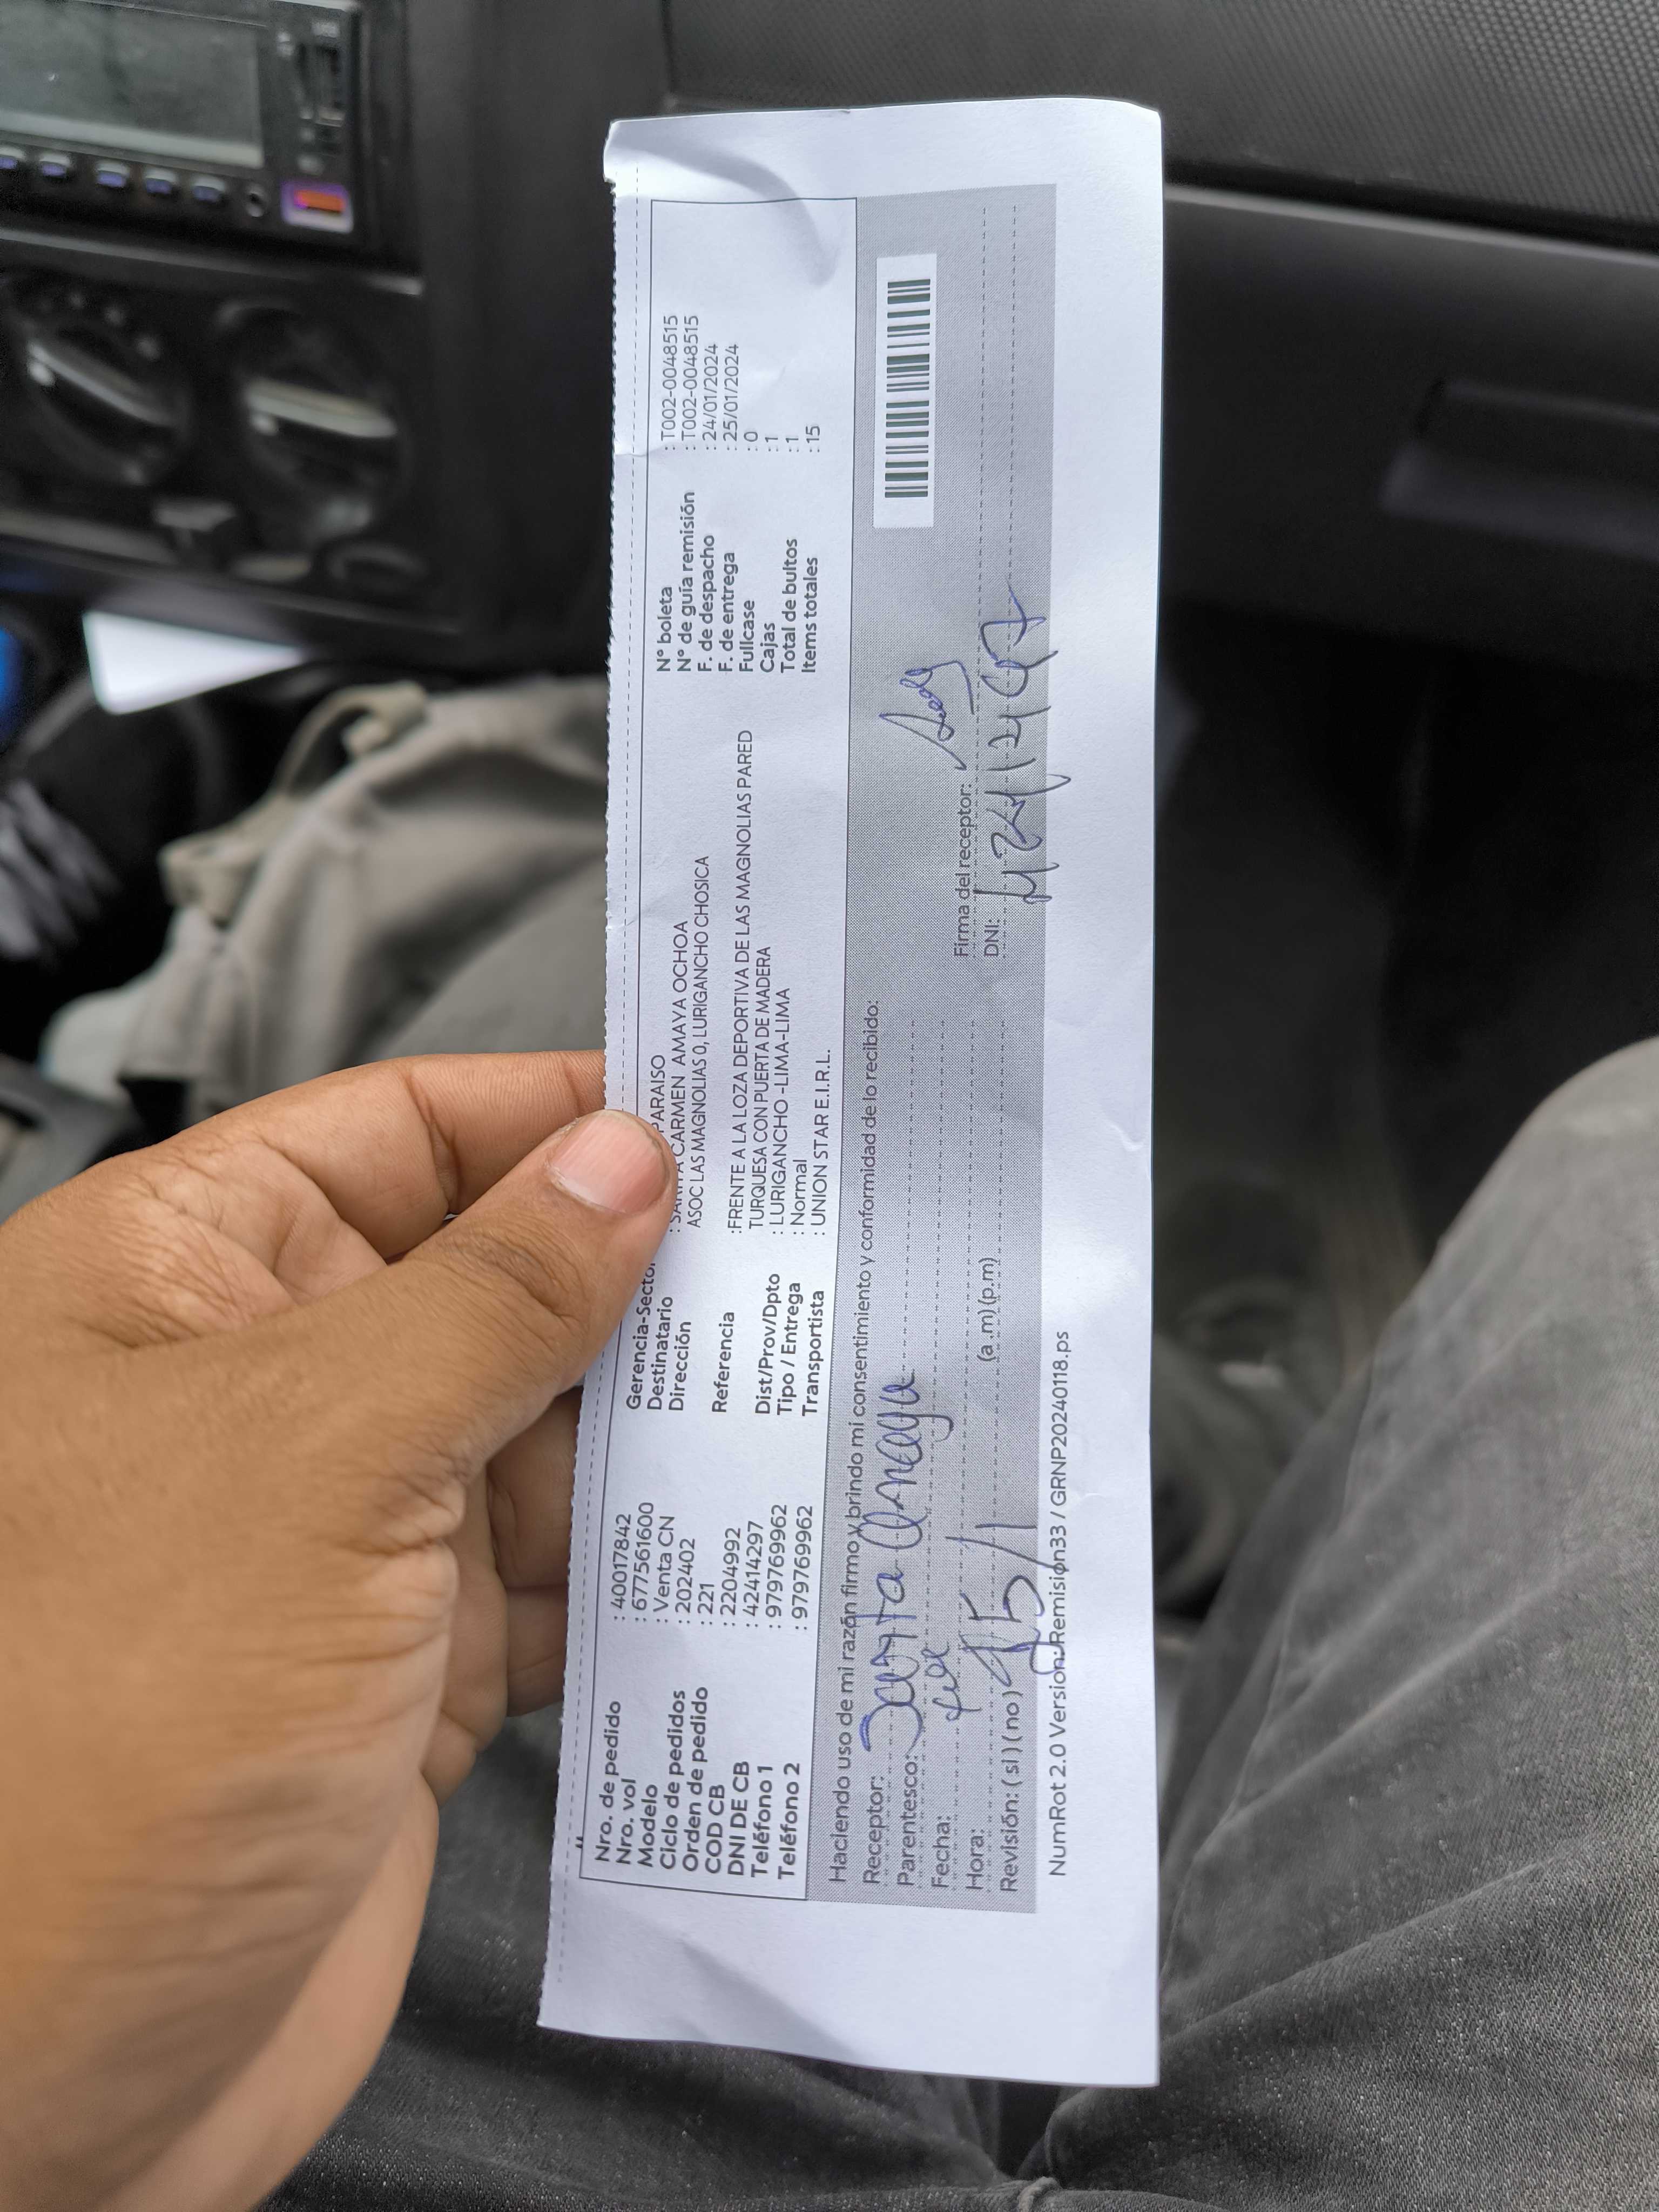 Nro. de pedido : 40017842
Nro. vol : 677561600
Modelo : Venta CN
Ciclo de pedidos : 202402
Orden de pedido : 221
COD CB : 2204992
DNI DE CB : 42414297
Teléfono 1 : 979769962
Teléfono 2 : 979769962
Gerencia-Sector PARAISO
Destinatario : CARMEN AMAYA OCHOA
Dirección ASOC LAS MAGNOLIAS 0, LURIGANCHO CHOSICA
Referencia :FRENTE A LA LOZA DEPORTIVA DE LAS MAGNOLIAS PARED
TURQUESA CON PUERTA DE MADERA
Dist/Prov/Dpto : LURIGANCHO -LIMA-LIMA
Tipo / Entrega : Normal
Transportista : UNION STAR E.I.R.L.
N° boleta : T002-0048515
N° de guía remisión : T002-0048515
F. de despacho : 24/01/2024
F. de entrega : 25/01/2024
Fullcase : 0
Cajas : 1
Total de bultos : 1
Items totales : 15
Haciendo uso de mi razón firmo y brindo mi consentimiento y conformidad de lo recibido:
Receptor:
Parentesco:
Fecha:
Hora: (a .m) (p.m)
Revisión: ( si ) ( no )
Firma del receptor:
DNI: 42414297
NumRot 2.0 Version: Remision33 / GRNP20240118.ps